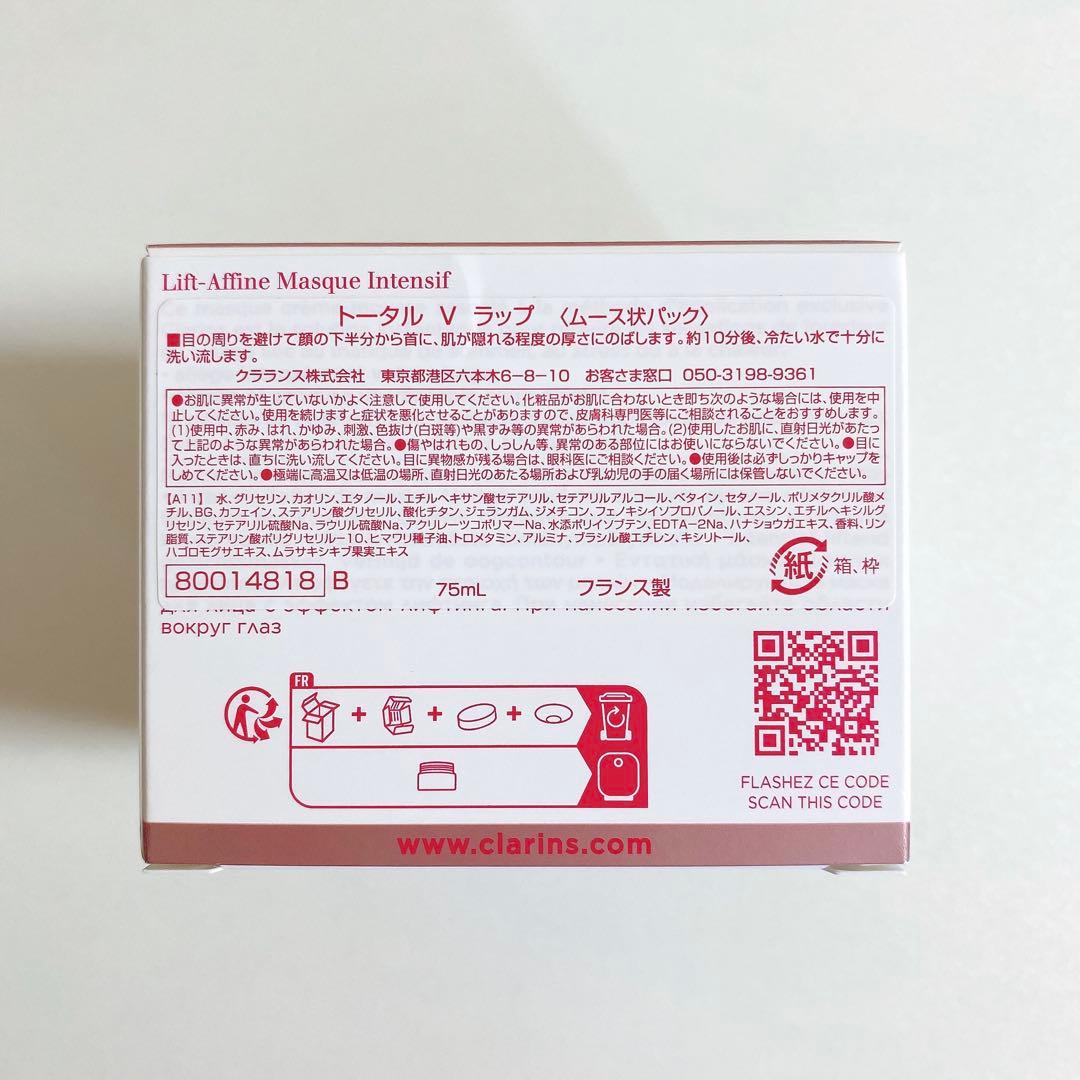 Lift-Affine Masque Intensif
トータル V ラップ 〈ムース状パック〉
■目の周りを避けて顔の下半分から首に、肌が隠れる程度の厚さにのばします。約10分後、冷たい水で十分に
洗い流します。
クラランス株式会社 東京都港区六本木6-8-10 お客さま窓口 050-3198-9361
●お肌に異常が生じていないかよく注意して使用してください。化粧品がお肌に合わないとき即ち次のような場合には、使用を中
止してください。使用を続けますと症状を悪化させることがありますので、皮膚科専門医等にご相談されることをおすすめします。
(1)使用中、赤み、はれ、かゆみ、刺激、色抜け(白斑等)や黒ずみ等の異常があらわれた場合。(2)使用したお肌に、直射日光があたっ
て上記のような異常があらわれた場合。●傷やはれもの、しっしん等、異常のある部位にはお使いにならないでください。●目に
入ったときは、直ちに洗い流してください。目に異物感が残る場合は、眼科医にご相談ください。●使用後は必ずしっかりキャップを
しめてください。●極端に高温又は低温の場所、直射日光のあたる場所および乳幼児の手の届く場所には保管しないでください。
【A11】 水、グリセリン、カオリン、エタノール、エチルヘキサン酸セテアリル、セテアリルアルコール、ベタイン、セタノール、ポリメタクリル酸メ
チル、BG、カフェイン、ステアリン酸グリセリル、酸化チタン、ジェランガム、ジメチコン、フェノキシイソプロパノール、エスシン、エチルヘキシルグ
リセリン、セテアリル硫酸Na、ラウリル硫酸Na、アクリレーツコポリマーNa、水添ポリイソブテン、EDTA-2Na、ハナショウガエキス、香料、リン
脂質、ステアリン酸ポリグリセリル-10、ヒマワリ種子油、トロメタミン、アルミナ、ブラシル酸エチレン、キシリトール、
ハゴロモグサエキス、ムラサキシキブ果実エキス
紙 箱、枠
80014818 B 75mL フランス製
для лица с эффектом лифтинга. При нанесении избегайте области
вокруг глаз
FR
FLASHEZ CE CODE
SCAN THIS CODE
www.clarins.com